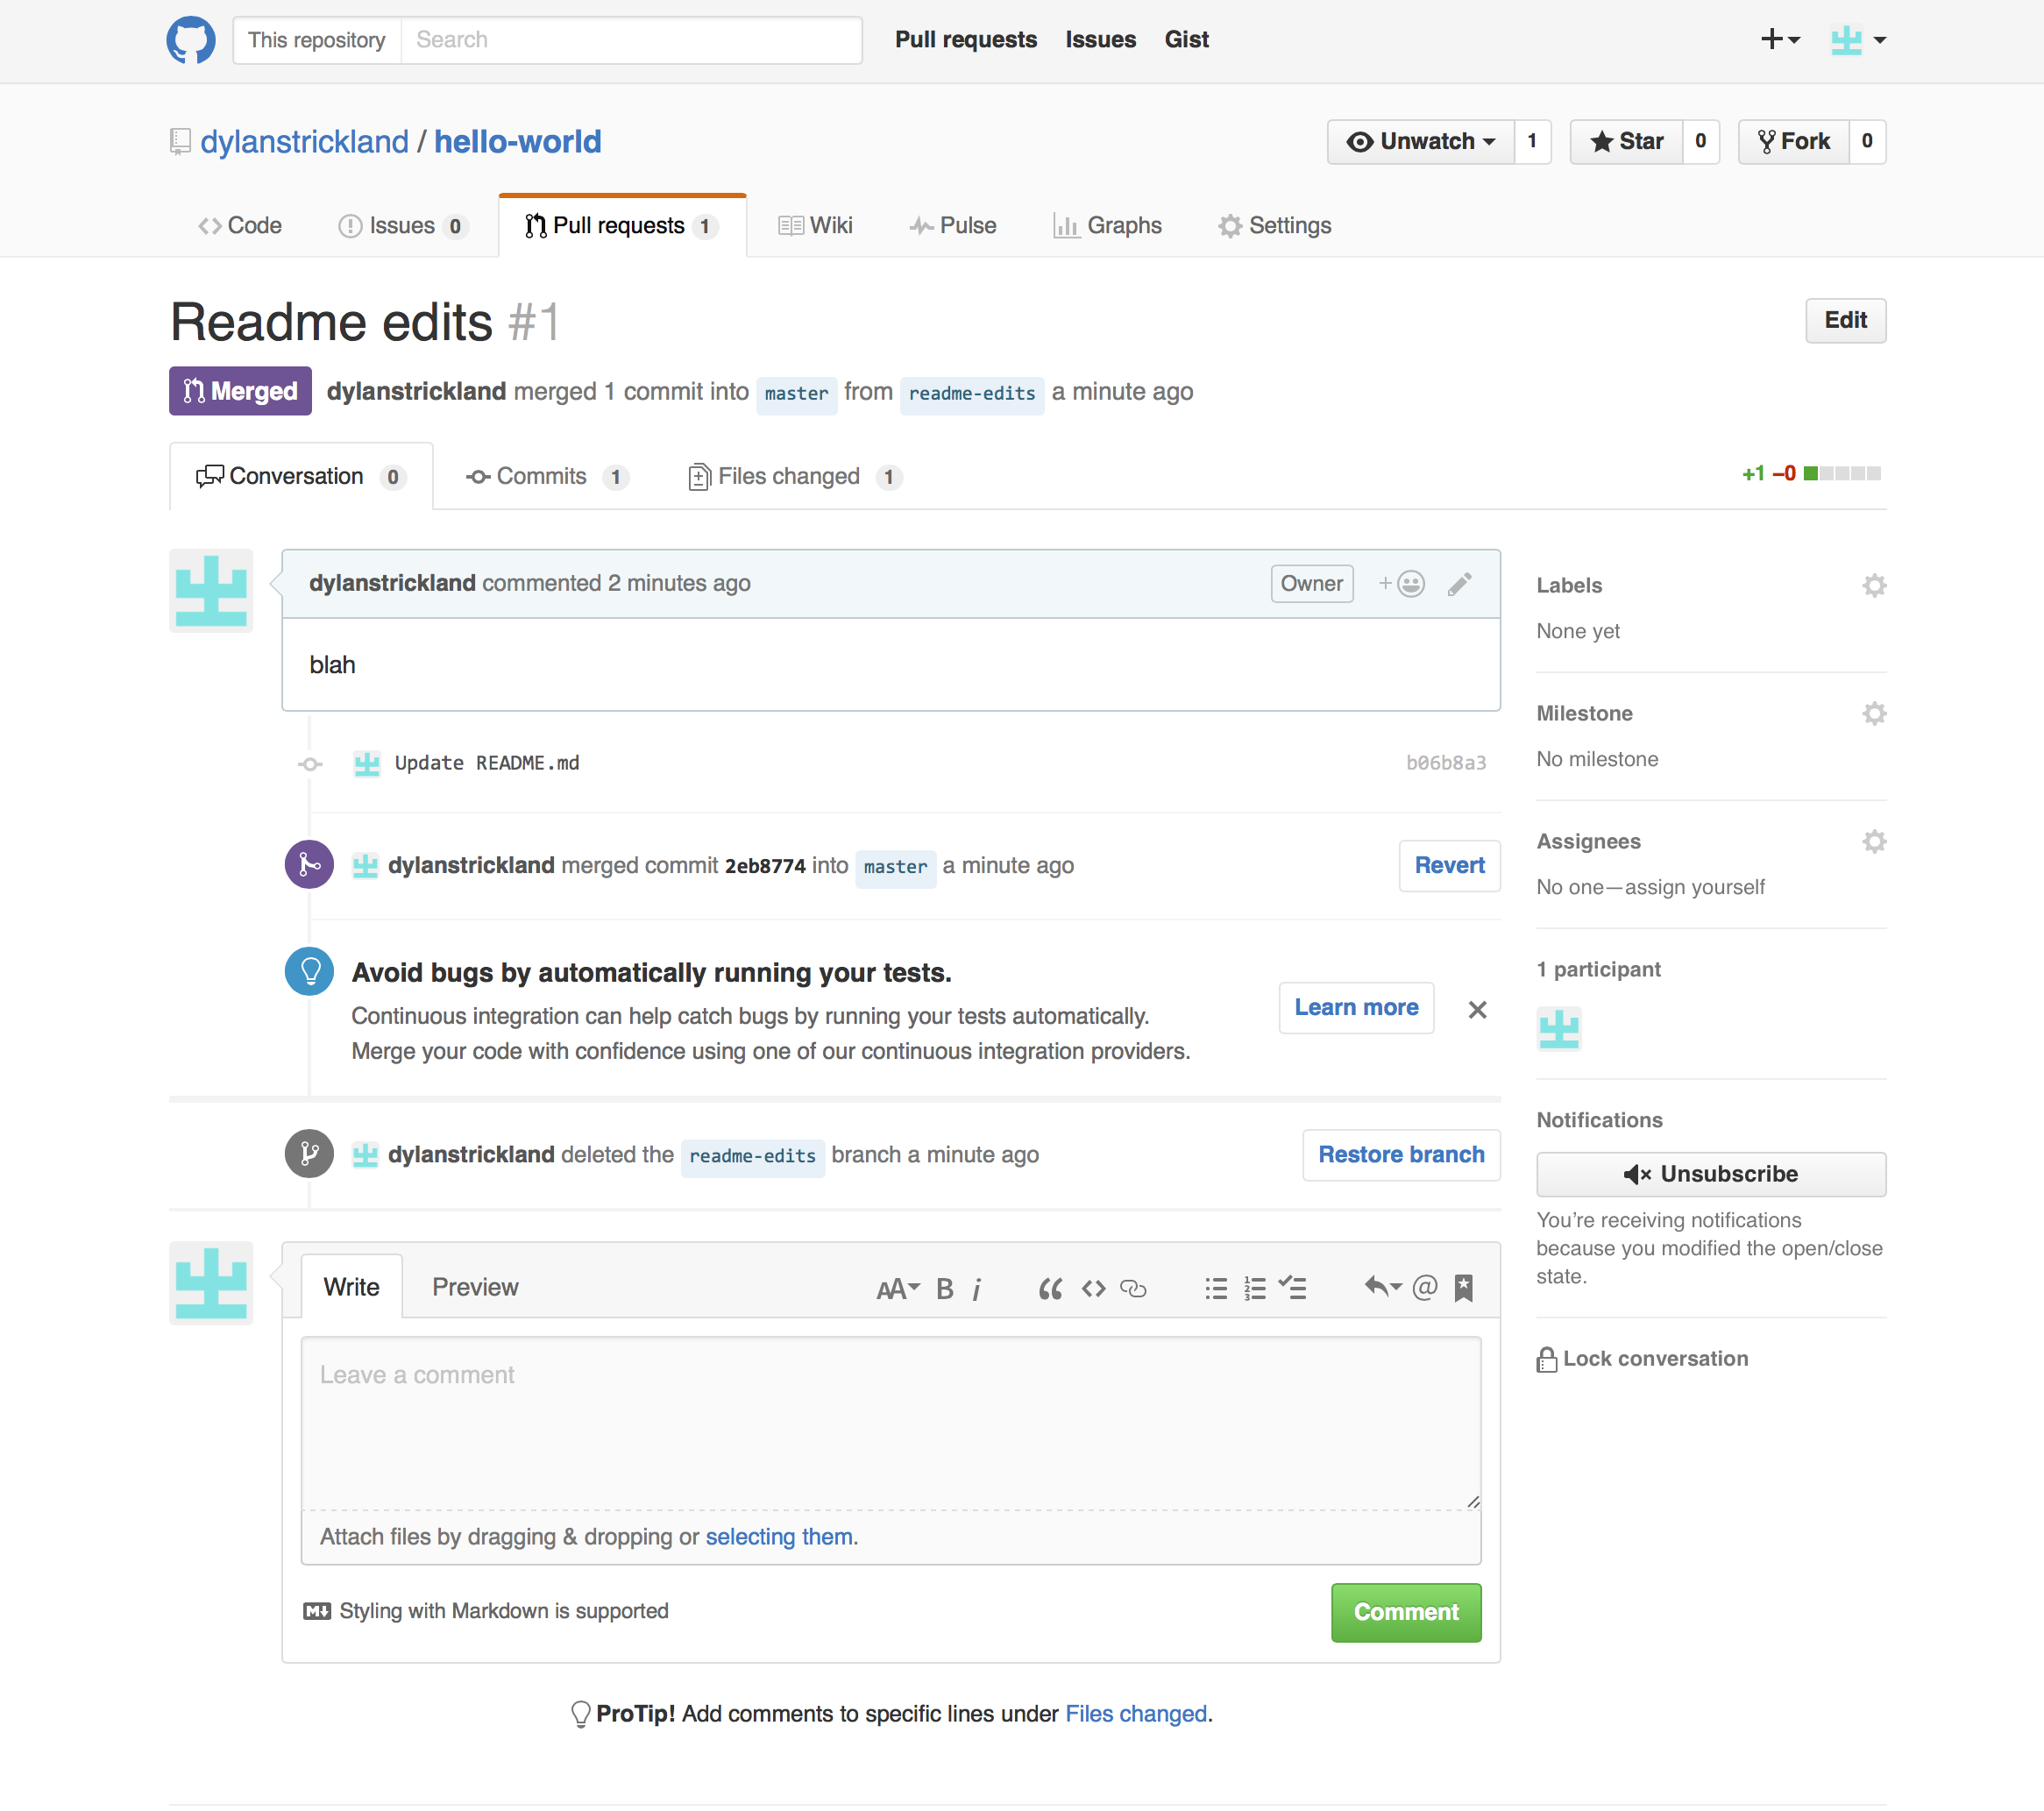 This repository Search Pull requests Issues Gist
dylanstrickland / hello-world Unwatch 1 Star 0 Fork 0
Code Issues 0 Pull requests 1 Wiki Pulse Graphs Settings
Readme edits #1 Edit
Merged dylanstrickland merged 1 commit into master from readme-edits a minute ago
Conversation 0 Commits 1 Files changed 1 +1 −0
dylanstrickland commented 2 minutes ago Owner
blah
Update README.md b06b8a3
dylanstrickland merged commit 2eb8774 into master a minute ago Revert
Avoid bugs by automatically running your tests.
Continuous integration can help catch bugs by running your tests automatically.
Merge your code with confidence using one of our continuous integration providers.
Learn more
dylanstrickland deleted the readme-edits branch a minute ago Restore branch
Write Preview AA B i
Leave a comment
Attach files by dragging & dropping or selecting them.
Styling with Markdown is supported Comment
ProTip! Add comments to specific lines under Files changed.
Labels
None yet
Milestone
No milestone
Assignees
No one—assign yourself
1 participant
Notifications
Unsubscribe
You’re receiving notifications
because you modified the open/close
state.
Lock conversation